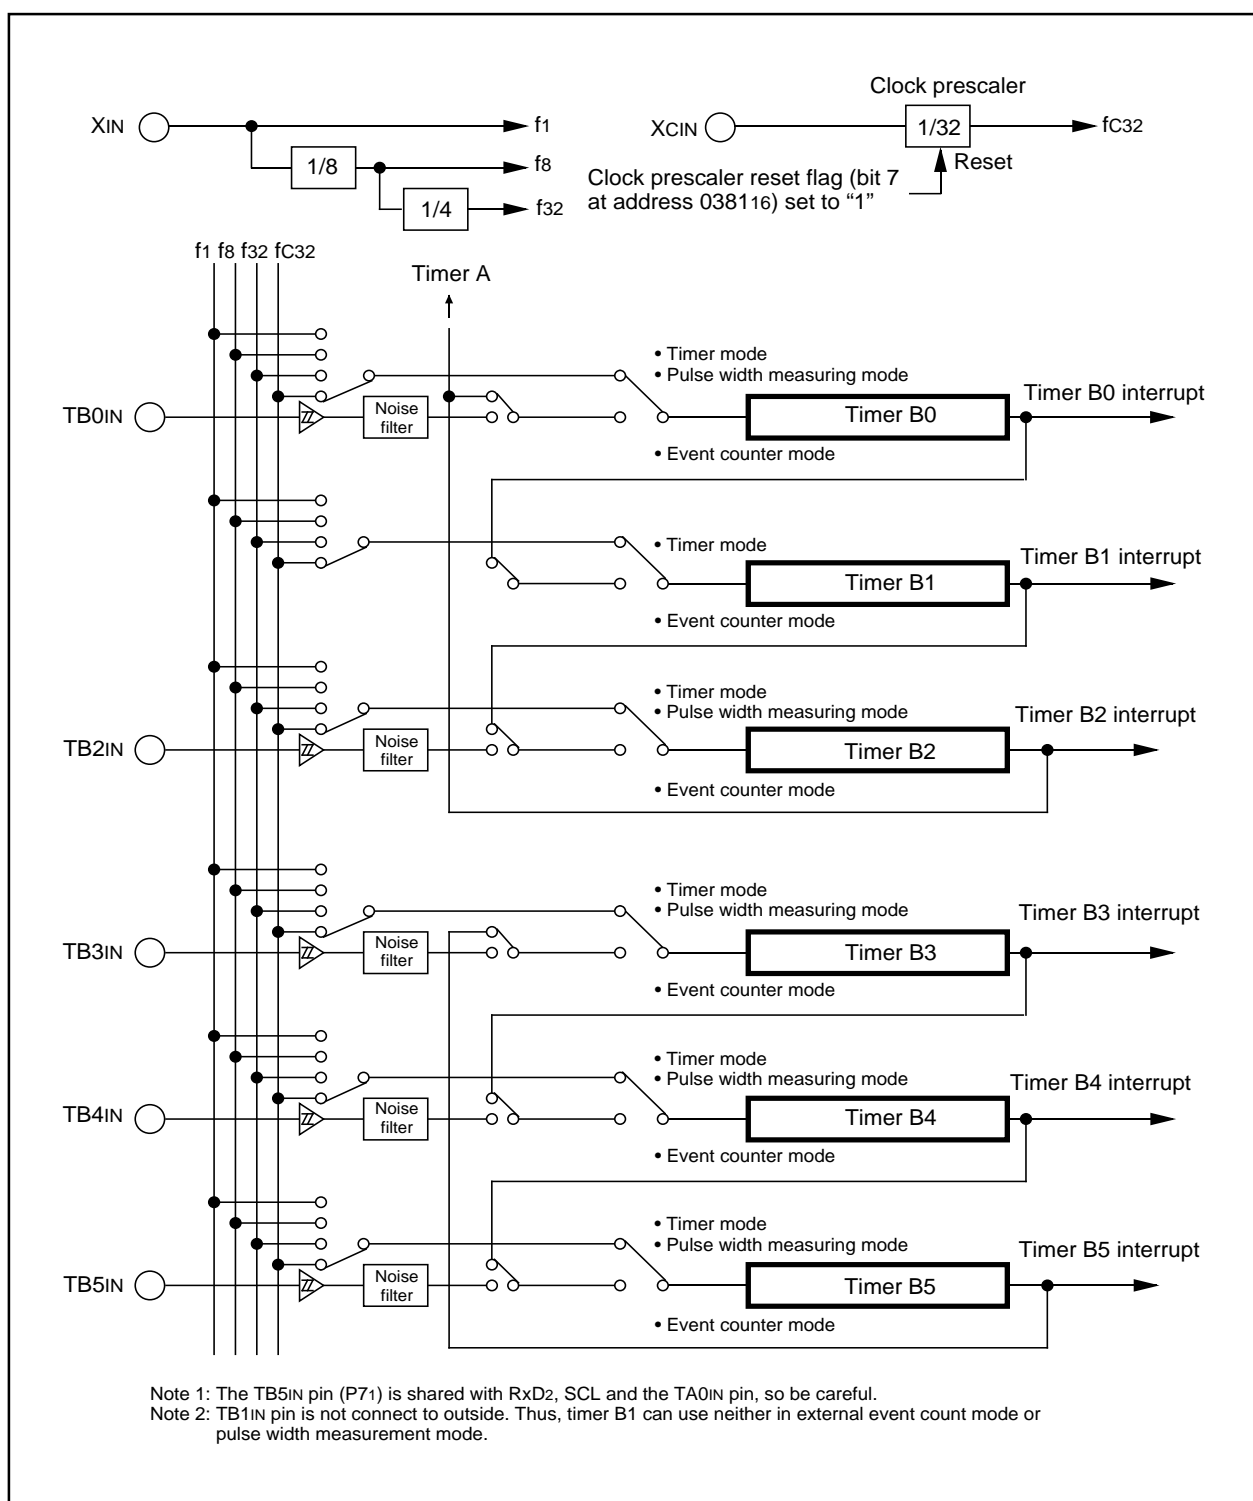 Clock prescaler
XIN
f1
XCIN
1/32
fC32
1/8
f8
Reset
Clock prescaler reset flag (bit 7
at address 038116) set to “1”
1/4
f32
f1 f8 f32 fC32
Timer A
• Timer mode
• Pulse width measuring mode
TB0IN
Noise
filter
Timer B0
Timer B0 interrupt
• Event counter mode
• Timer mode
Timer B1
Timer B1 interrupt
• Event counter mode
• Timer mode
• Pulse width measuring mode
TB2IN
Noise
filter
Timer B2
Timer B2 interrupt
• Event counter mode
• Timer mode
• Pulse width measuring mode
TB3IN
Noise
filter
Timer B3
Timer B3 interrupt
• Event counter mode
• Timer mode
• Pulse width measuring mode
TB4IN
Noise
filter
Timer B4
Timer B4 interrupt
• Event counter mode
• Timer mode
• Pulse width measuring mode
TB5IN
Noise
filter
Timer B5
Timer B5 interrupt
• Event counter mode
Note 1: The TB5IN pin (P71) is shared with RxD2, SCL and the TA0IN pin, so be careful.
Note 2: TB1IN pin is not connect to outside. Thus, timer B1 can use neither in external event count mode or
pulse width measurement mode.